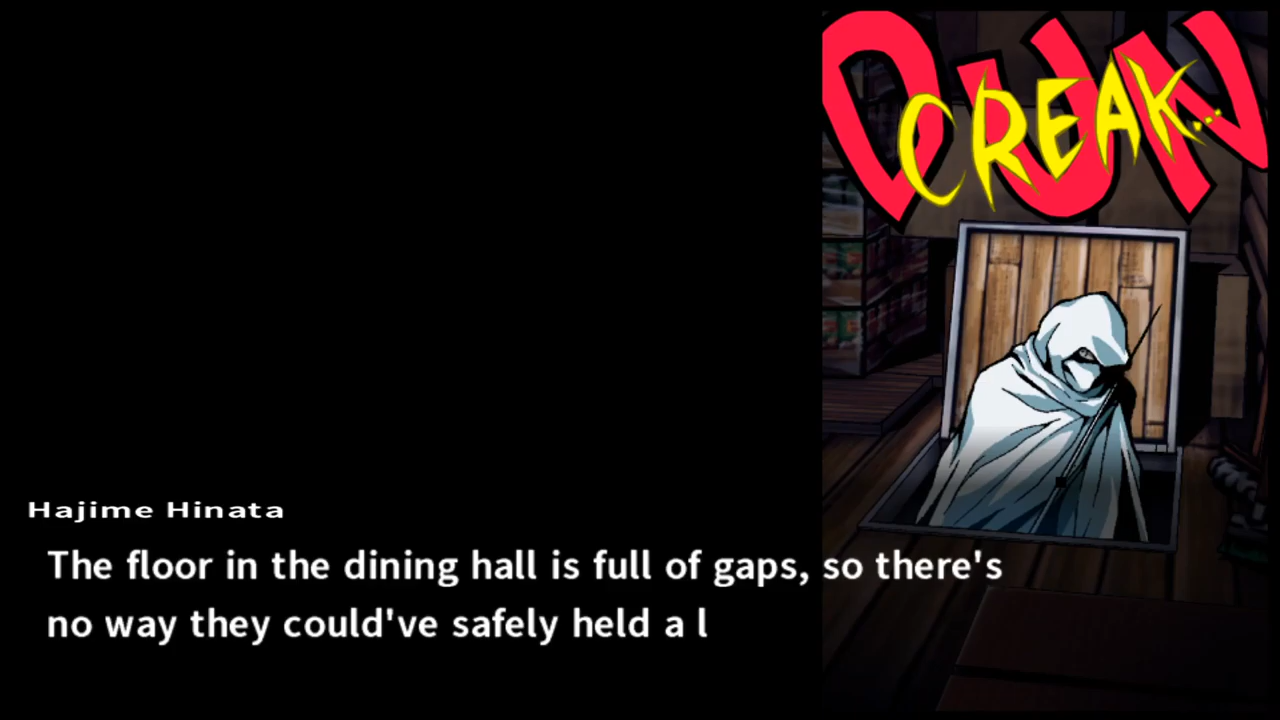 DUN
CREAK...
Hajime Hinata
The floor in the dining hall is full of gaps, so there's
no way they could've safely held a l